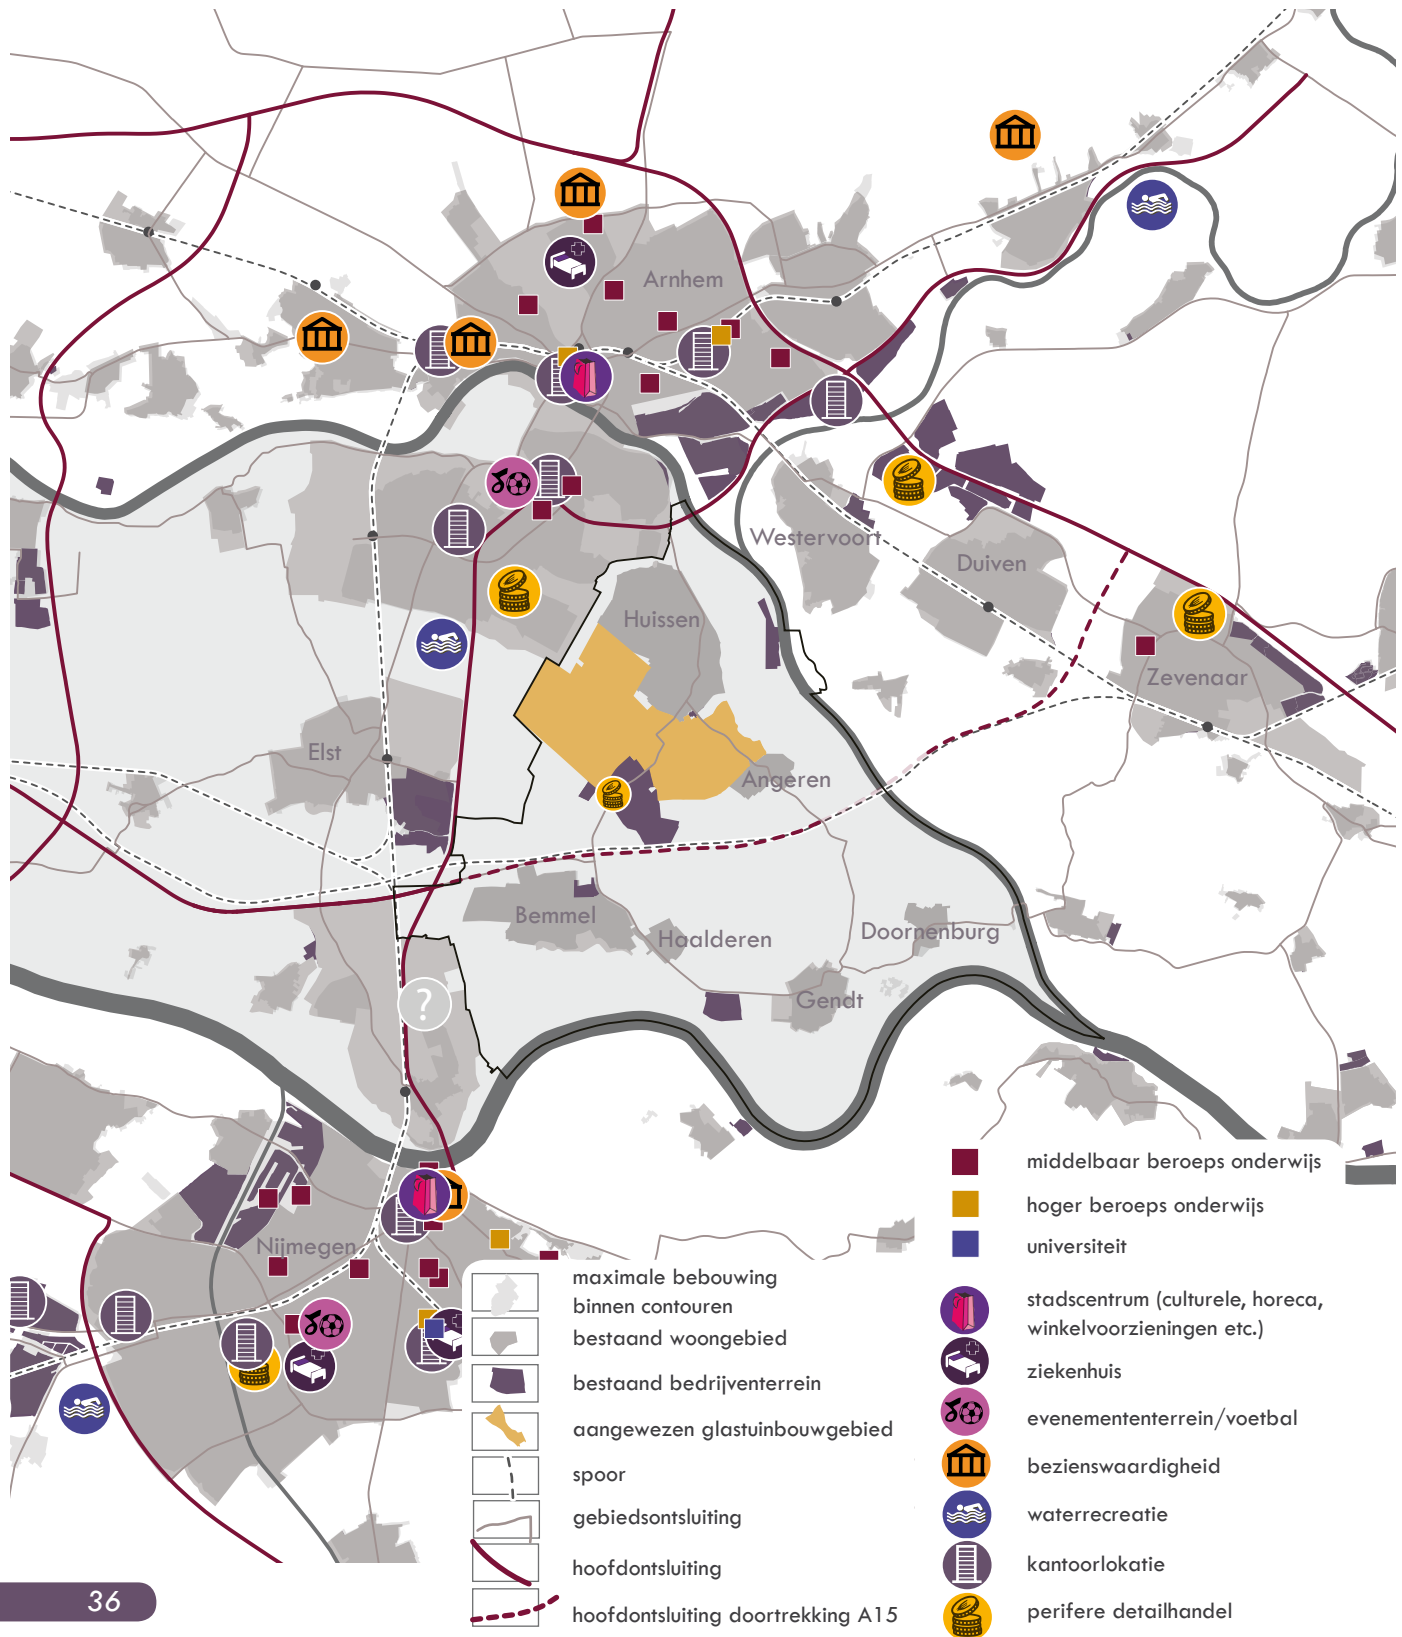 Arnhem
Westervoort
Duiven
Huissen
Zevenaar
Elst
Angeren
Bemmel
Haalderen
Doornenburg
Gendt
?
Nijmegen
middelbaar beroeps onderwijs
hoger beroeps onderwijs
universiteit
stadscentrum (culturele, horeca,
winkelvoorzieningen etc.)
ziekenhuis
evenemententerrein/voetbal
bezienswaardigheid
waterrecreatie
kantoorlokatie
perifere detailhandel
maximale bebouwing
binnen contouren
bestaand woongebied
bestaand bedrijventerrein
aangewezen glastuinbouwgebied
spoor
gebiedsontsluiting
hoofdontsluiting
hoofdontsluiting doortrekking A15
36